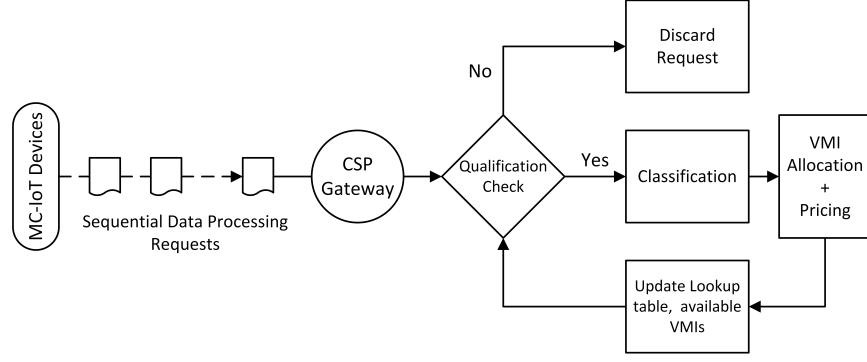 MC-IoT Devices
Sequential Data Processing
Requests
CSP
Gateway
Qualification
Check
No
Yes
Discard
Request
Classification
VMI
Allocation
+
Pricing
Update Lookup
table, available
VMIs